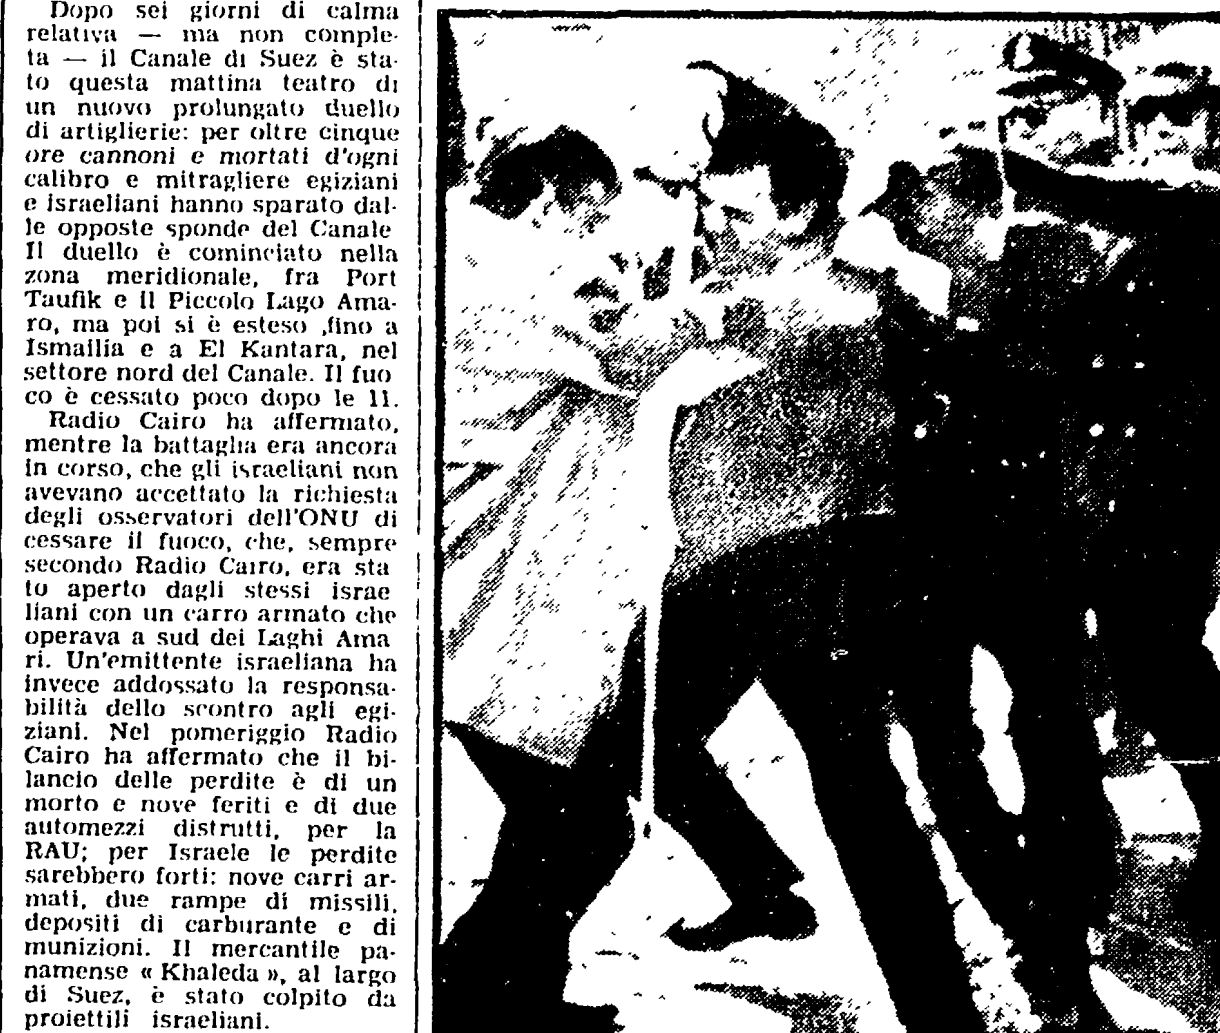 Dopo sei giorni di calma
relativa — ma non comple-
ta — il Canale di Suez è sta-
to questa mattina teatro di
un nuovo prolungato duello
di artiglierie: per oltre cinque
ore cannoni e mortati d'ogni
calibro e mitragliere egiziani
e israeliani hanno sparato dal-
le opposte sponde del Canale
Il duello è cominciato nella
zona meridionale, fra Port
Taufik e il Piccolo Lago Ama-
ro, ma poi si è esteso ,fino a
Ismailia e a El Kantara, nel
settore nord del Canale. Il fuo
co è cessato poco dopo le 11.
Radio Cairo ha affermato,
mentre la battaglia era ancora
in corso, che gli israeliani non
avevano accettato la richiesta
degli osservatori dell'ONU di
cessare il fuoco, che, sempre
secondo Radio Cairo, era sta
to aperto dagli stessi israe
liani con un carro armato che
operava a sud dei Laghi Ama
ri. Un'emittente israeliana ha
invece addossato la responsa-
bilità dello scontro agli egi-
ziani. Nel pomeriggio Radio
Cairo ha affermato che il bi-
lancio delle perdite è di un
morto e nove feriti e di due
automezzi distrutti, per la
RAU; per Israele le perdite
sarebbero forti: nove carri ar-
mati, due rampe di missili,
depositi di carburante e di
munizioni. Il mercantile pa-
namense « Khaleda », al largo
di Suez, è stato colpito da
proiettili israeliani.